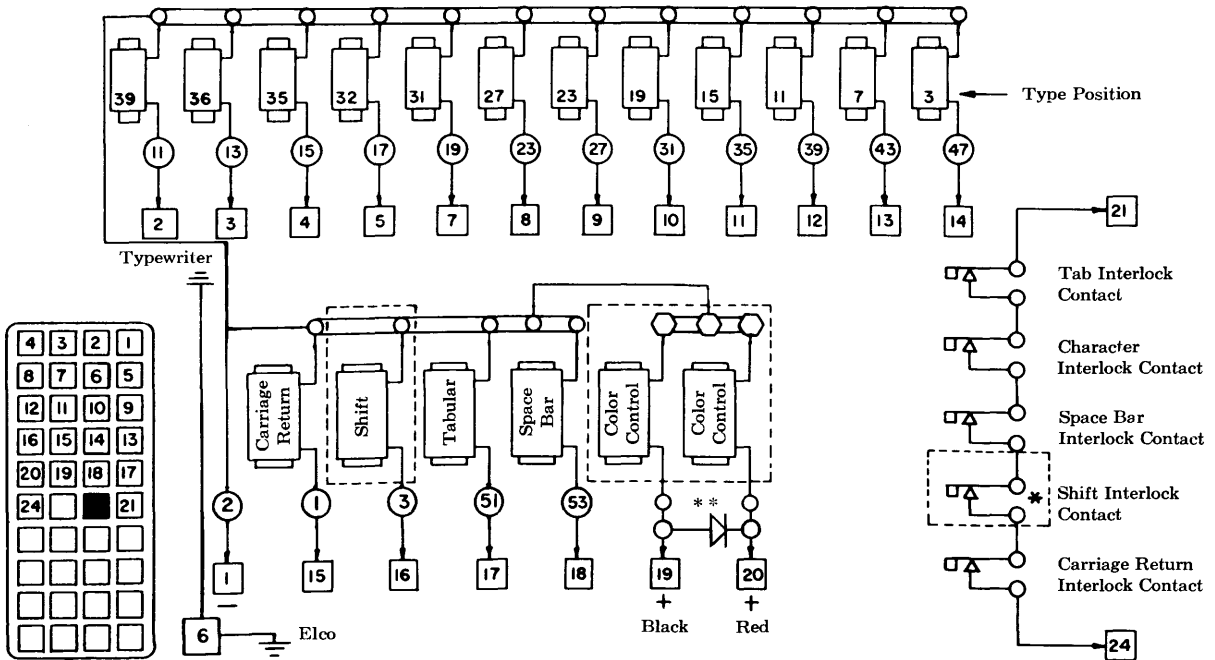 39 36 35 32 31 27 23 19 15 11 7 3 Type Position
11 13 15 17 19 23 27 31 35 39 43 47
2 3 4 5 7 8 9 10 11 12 13 14 21
Typewriter
Tab Interlock
Contact
Character
Interlock Contact
Space Bar
Interlock Contact
* Shift Interlock
Contact
Carriage Return
Interlock Contact
24
4 3 2 1
8 7 6 5
12 11 10 9
16 15 14 13
20 19 18 17
24 21
Carriage
Return
Shift
Tabular
Space
Bar
Color
Control
Color
Control
2 1 3 51 53 **
1 15 16 17 18 19 20
− + +
6 Elco Black Red